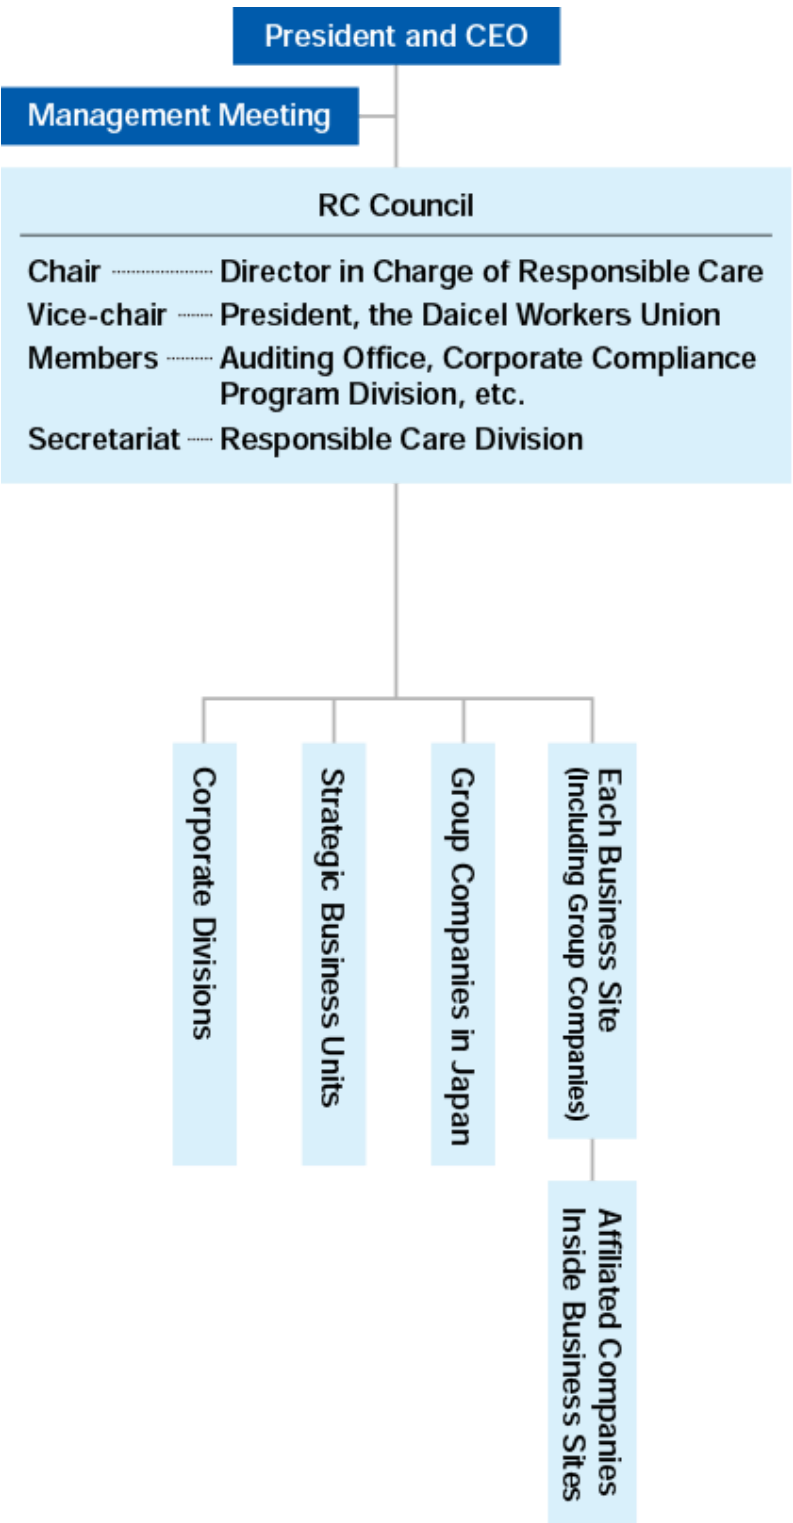 President and CEO
Management Meeting
RC Council
Chair Director in Charge of Responsible Care
Vice-chair President, the Daicel Workers Union
Members Auditing Office, Corporate Compliance
Program Division, etc.
Secretariat Responsible Care Division
Corporate Divisions
Strategic Business Units
Group Companies in Japan
Each Business Site
(Including Group Companies)
Affiliated Companies
Inside Business Sites